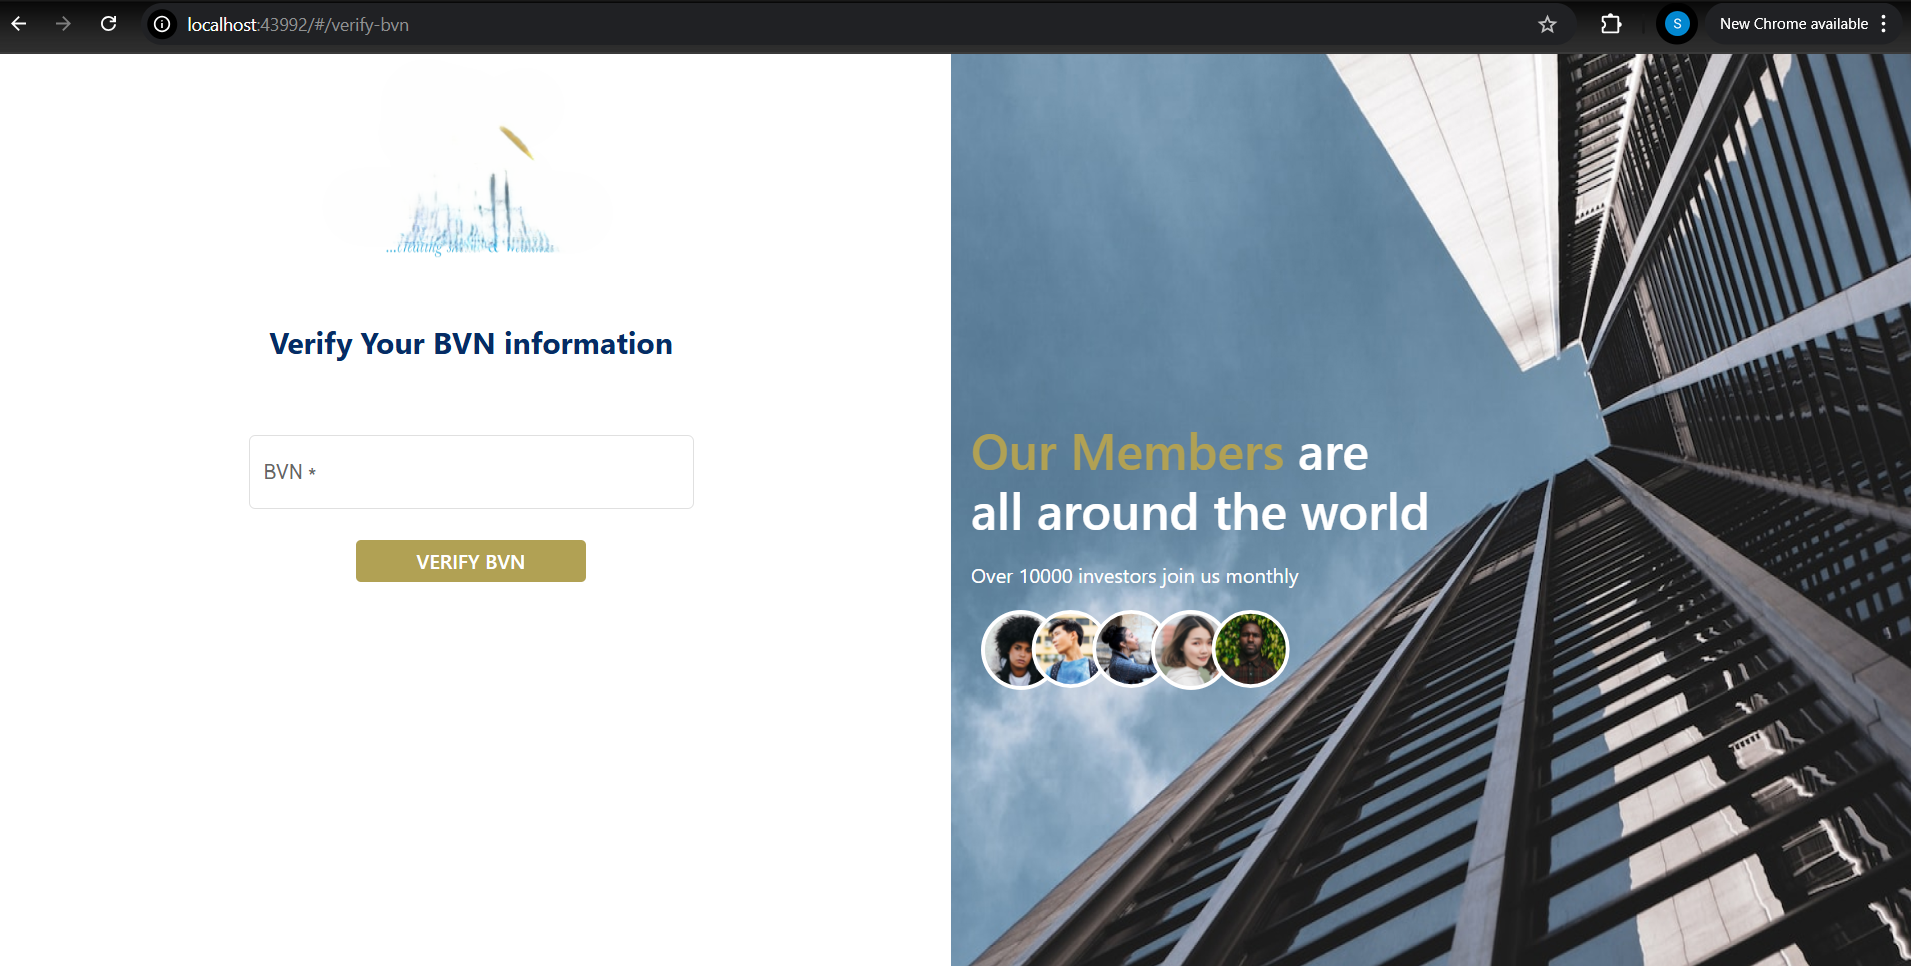 localhost:43992/#/verify-bvn
S
New Chrome available
...creating
Verify Your BVN information
BVN *
VERIFY BVN
Our Members are
all around the world
Over 10000 investors join us monthly